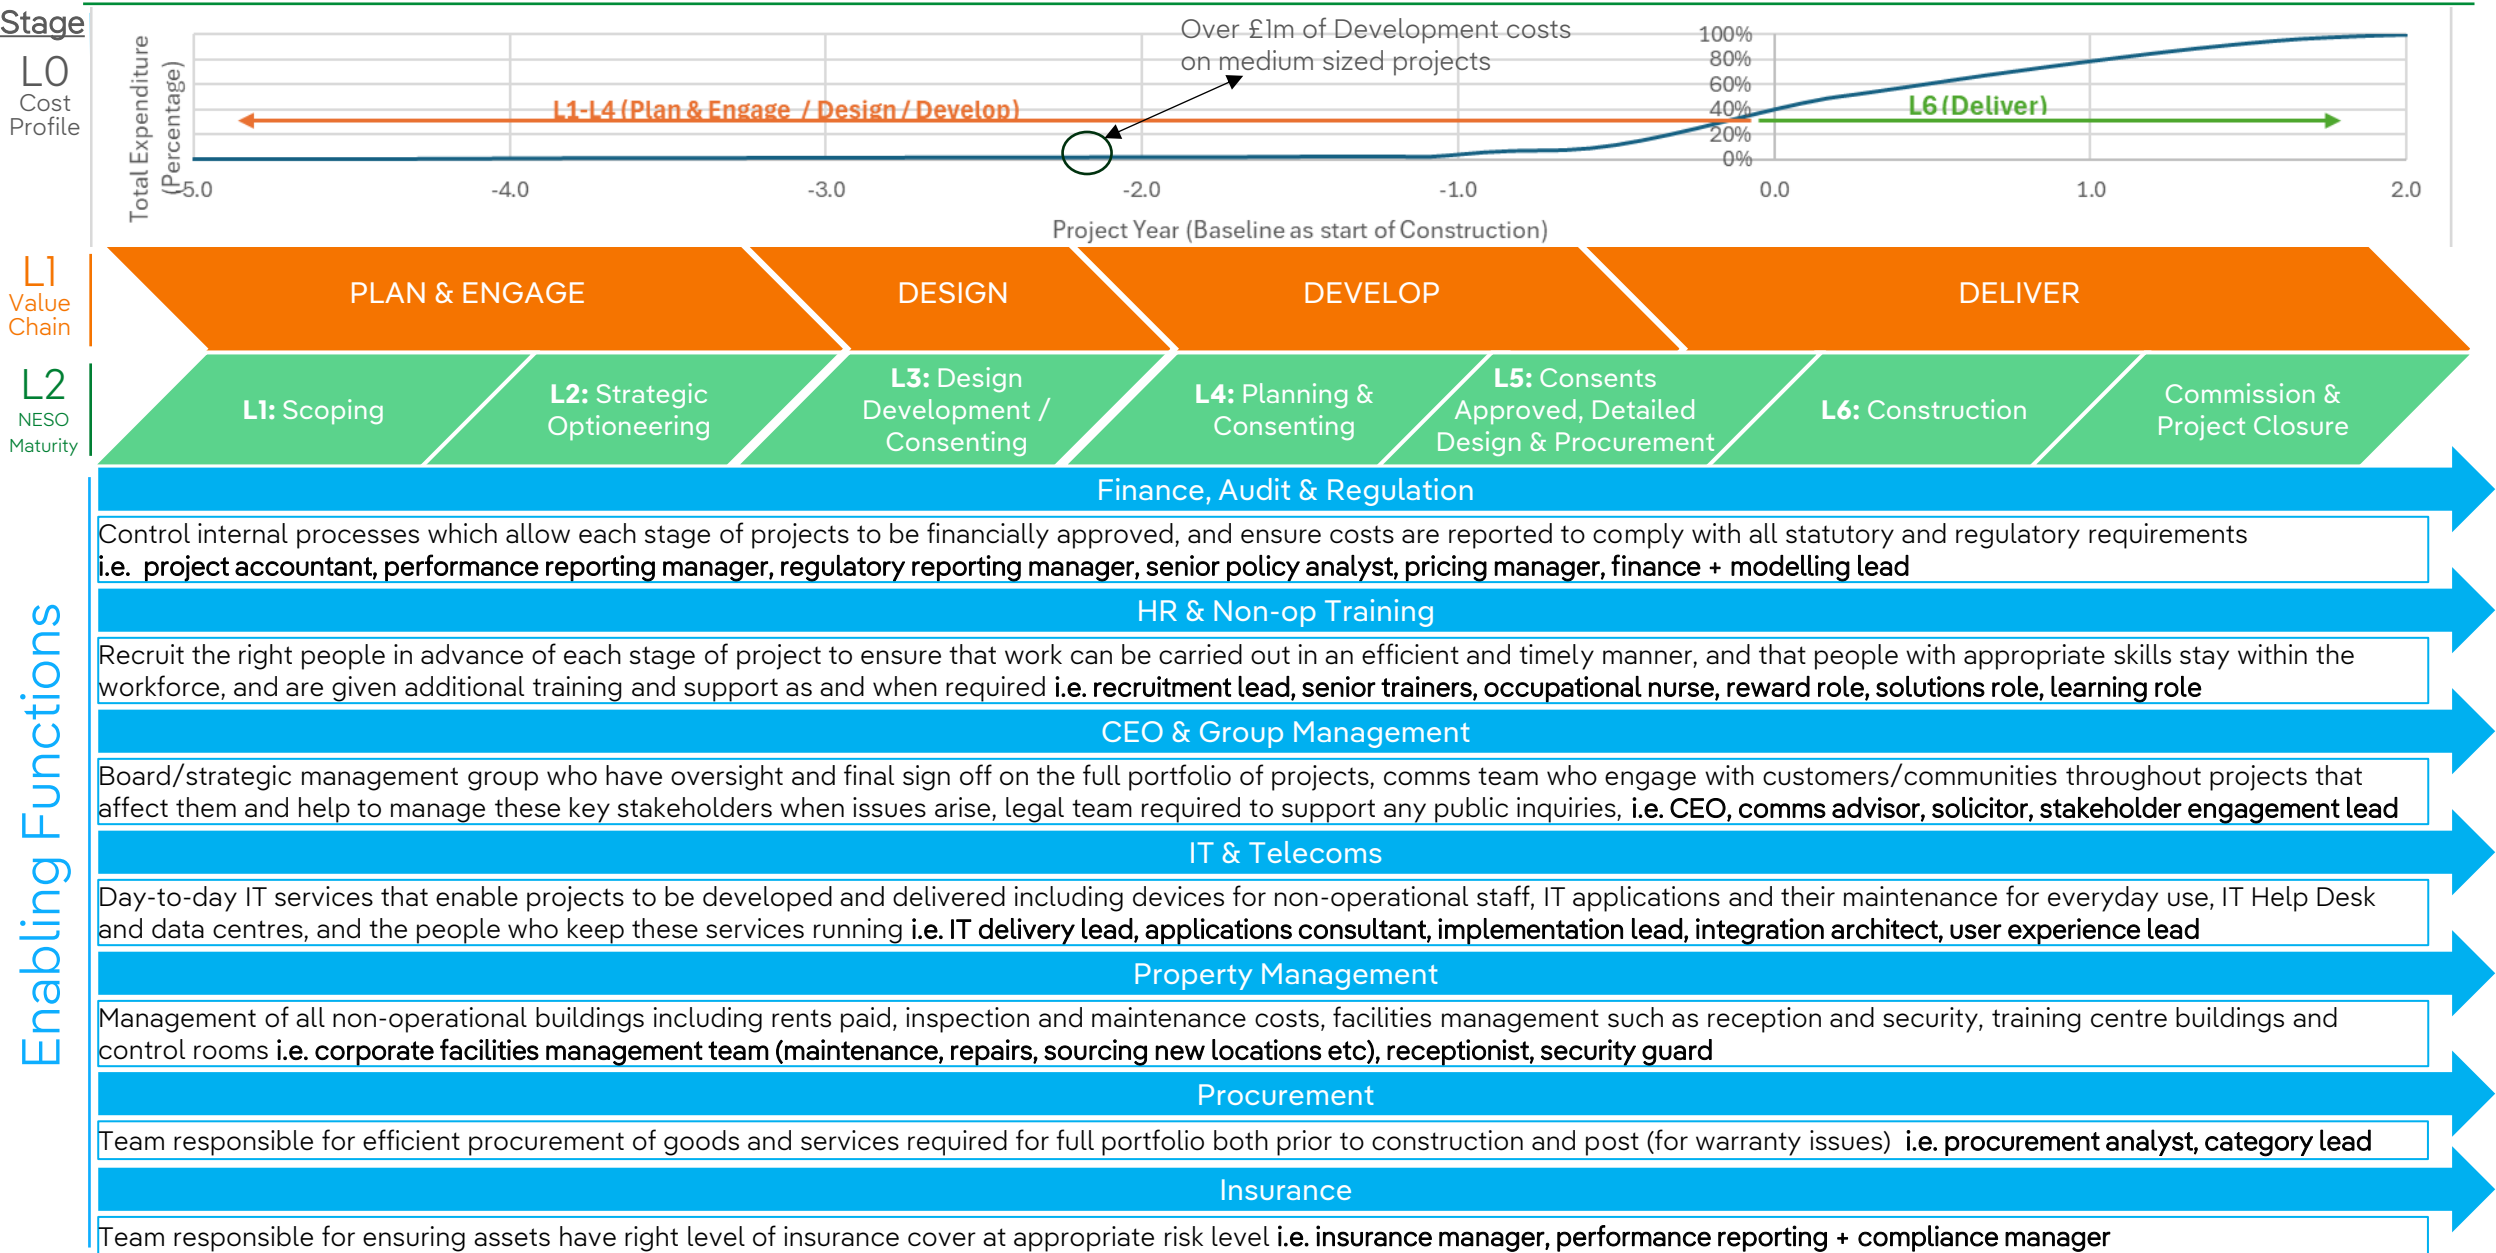 Stage
L0
Cost
Profile
Total Expenditure
(Percentage)
Over £1m of Development costs
on medium sized projects
100%
80%
60%
40%
20%
0%
L1-L4 (Plan & Engage / Design / Develop)
L6 (Deliver)
-5.0
-4.0
-3.0
-2.0
-1.0
0.0
1.0
2.0
Project Year (Baseline as start of Construction)
L1
Value
Chain
PLAN & ENGAGE
DESIGN
DEVELOP
DELIVER
L2
NESO
Maturity
L1: Scoping
L2: Strategic
Optioneering
L3: Design
Development /
Consenting
L4: Planning &
Consenting
L5: Consents
Approved, Detailed
Design & Procurement
L6: Construction
Commission &
Project Closure
Enabling Functions
Finance, Audit & Regulation
Control internal processes which allow each stage of projects to be financially approved, and ensure costs are reported to comply with all statutory and regulatory requirements
i.e. project accountant, performance reporting manager, regulatory reporting manager, senior policy analyst, pricing manager, finance + modelling lead
HR & Non-op Training
Recruit the right people in advance of each stage of project to ensure that work can be carried out in an efficient and timely manner, and that people with appropriate skills stay within the
workforce, and are given additional training and support as and when required i.e. recruitment lead, senior trainers, occupational nurse, reward role, solutions role, learning role
CEO & Group Management
Board/strategic management group who have oversight and final sign off on the full portfolio of projects, comms team who engage with customers/communities throughout projects that
affect them and help to manage these key stakeholders when issues arise, legal team required to support any public inquiries, i.e. CEO, comms advisor, solicitor, stakeholder engagement lead
IT & Telecoms
Day-to-day IT services that enable projects to be developed and delivered including devices for non-operational staff, IT applications and their maintenance for everyday use, IT Help Desk
and data centres, and the people who keep these services running i.e. IT delivery lead, applications consultant, implementation lead, integration architect, user experience lead
Property Management
Management of all non-operational buildings including rents paid, inspection and maintenance costs, facilities management such as reception and security, training centre buildings and
control rooms i.e. corporate facilities management team (maintenance, repairs, sourcing new locations etc), receptionist, security guard
Procurement
Team responsible for efficient procurement of goods and services required for full portfolio both prior to construction and post (for warranty issues) i.e. procurement analyst, category lead
Insurance
Team responsible for ensuring assets have right level of insurance cover at appropriate risk level i.e. insurance manager, performance reporting + compliance manager